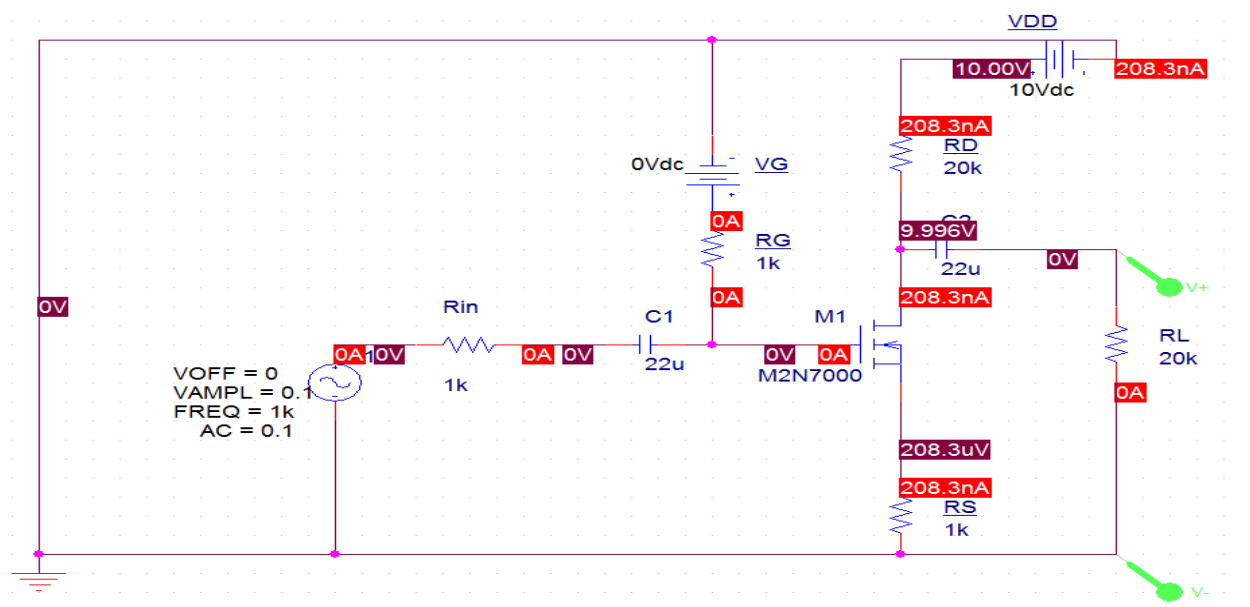 VDD
10.00V
208.3nA
10Vdc
208.3nA
RD
20k
0Vdc
VG
0A
RG
1k
0A
9.996V
22u
0V
V+
208.3nA
0V
Rin
1k
C1
22u
M1
M2N7000
0A
0V
0A
0V
0V
0A
RL
20k
0A
VOFF = 0
VAMPL = 0.1
FREQ = 1k
AC = 0.1
208.3uV
208.3nA
RS
1k
V-